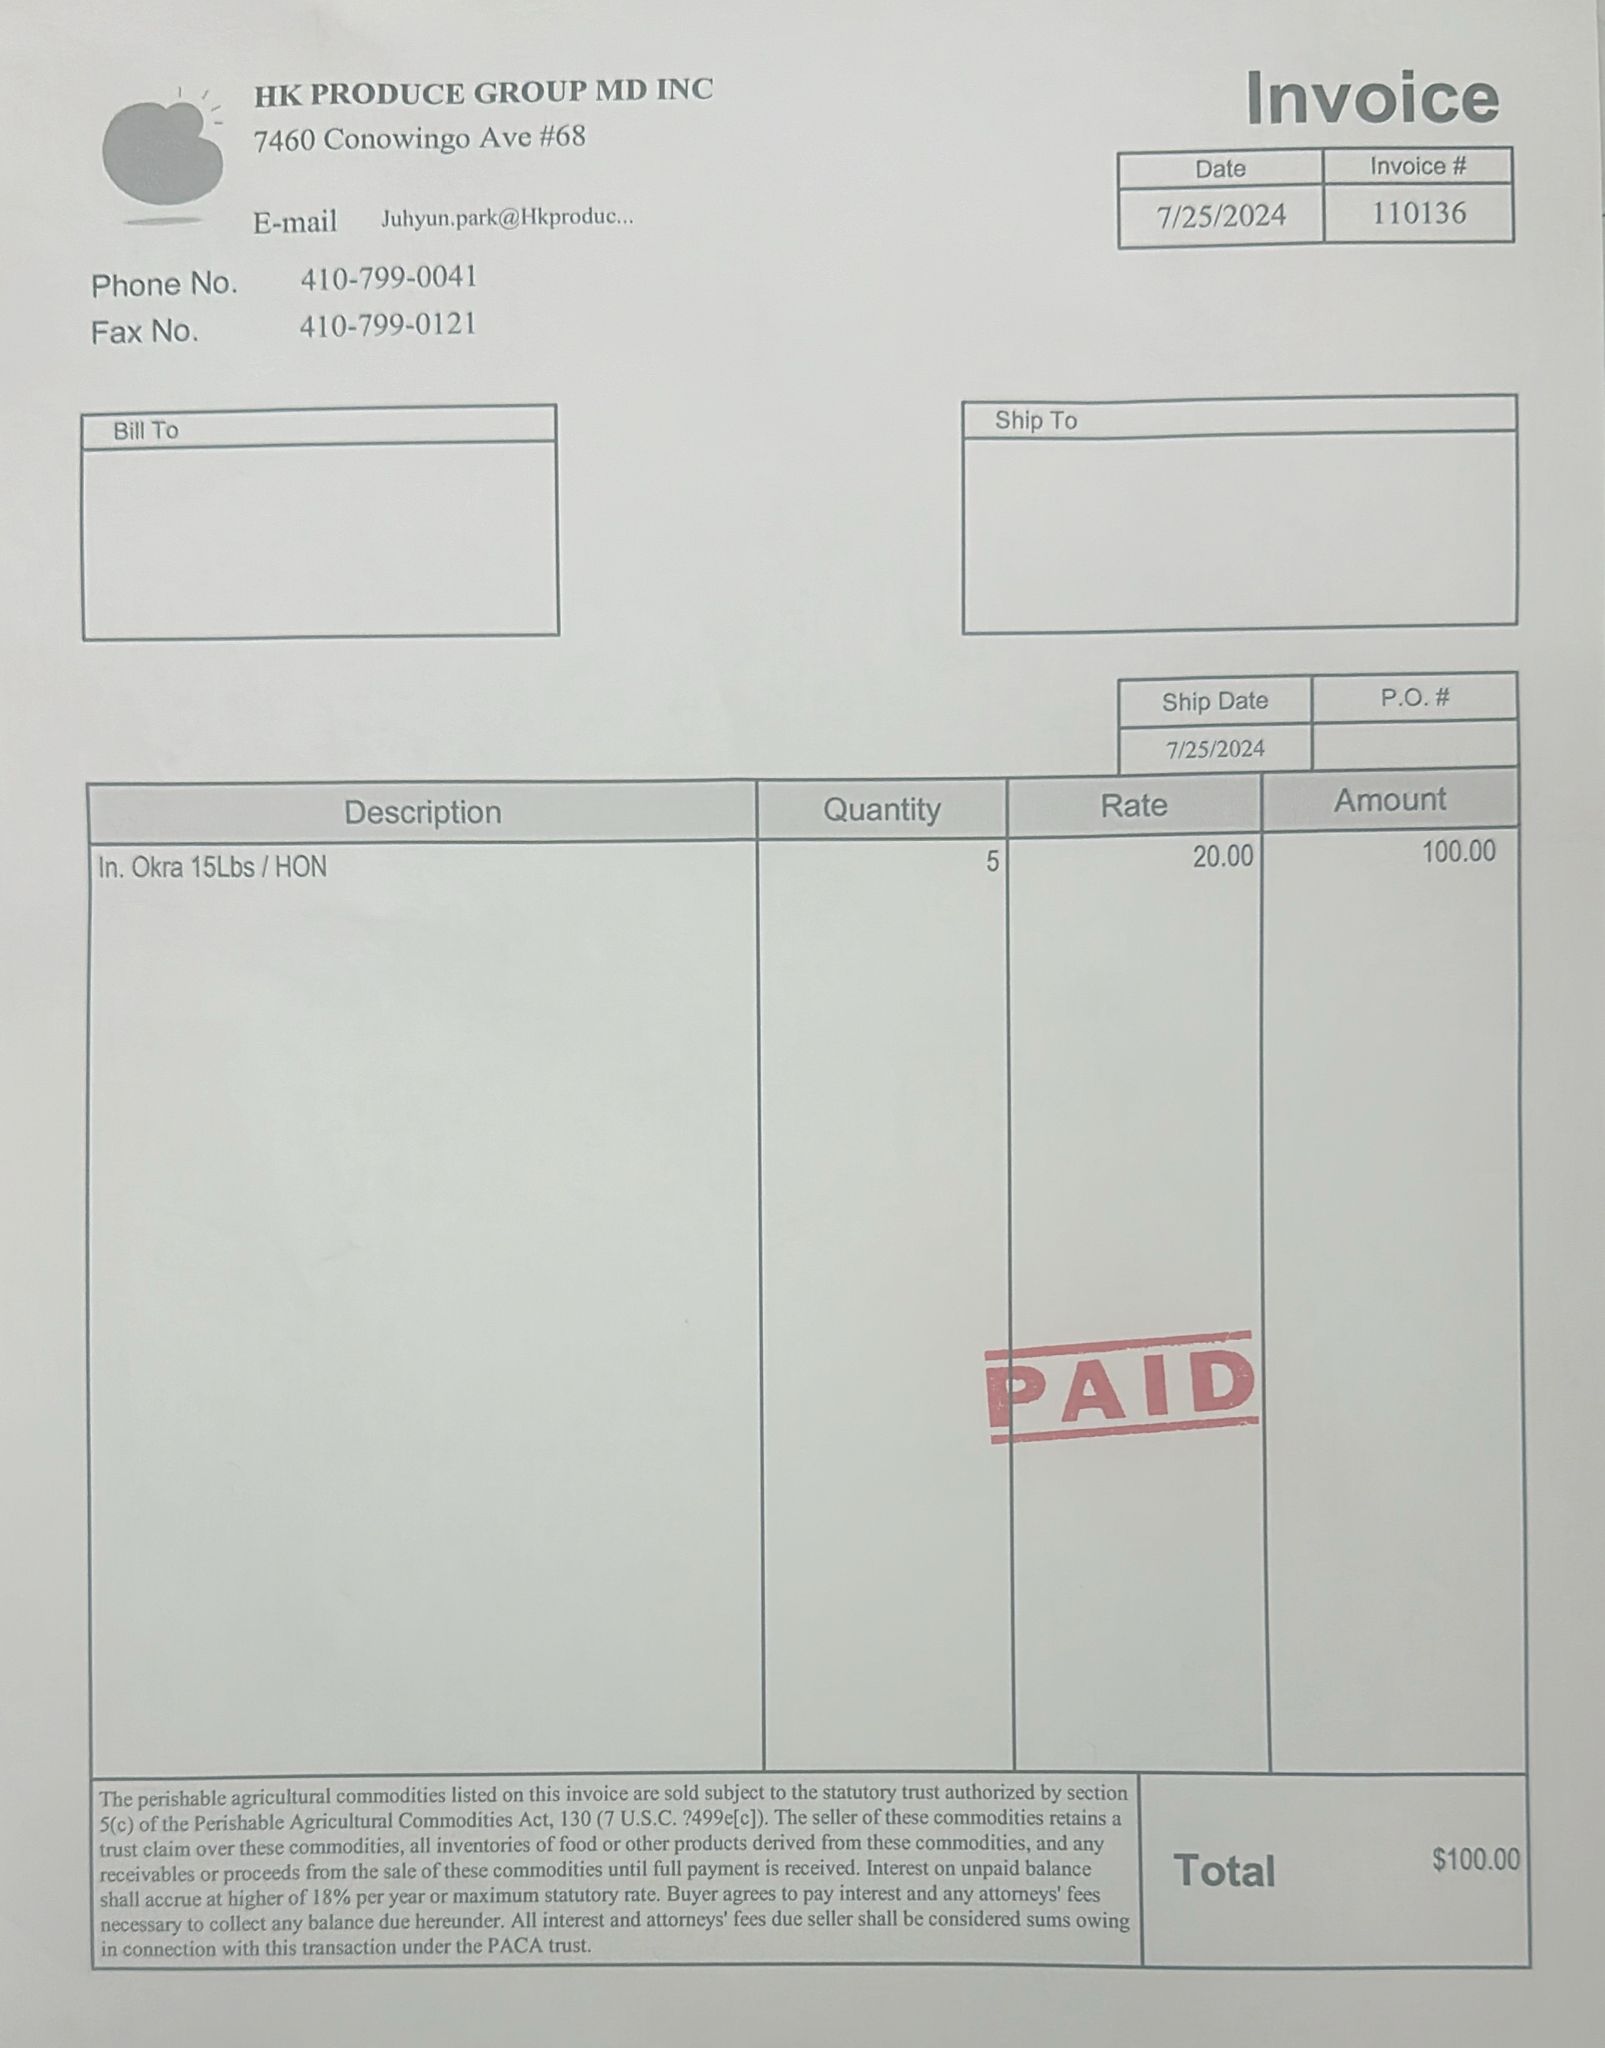 HK PRODUCE GROUP MD INC
7460 Conowingo Ave #68
E-mail Juhyun.park@Hkproduc...
Phone No. 410-799-0041
Fax No. 410-799-0121
Invoice
Date Invoice #
7/25/2024 110136
Bill To
Ship To
Ship Date P.O. #
7/25/2024
Description Quantity Rate Amount
In. Okra 15Lbs / HON 5 20.00 100.00
PAID
The perishable agricultural commodities listed on this invoice are sold subject to the statutory trust authorized by section
5(c) of the Perishable Agricultural Commodities Act, 130 (7 U.S.C. ?499e[c]). The seller of these commodities retains a
trust claim over these commodities, all inventories of food or other products derived from these commodities, and any
receivables or proceeds from the sale of these commodities until full payment is received. Interest on unpaid balance
shall accrue at higher of 18% per year or maximum statutory rate. Buyer agrees to pay interest and any attorneys' fees
necessary to collect any balance due hereunder. All interest and attorneys' fees due seller shall be considered sums owing
in connection with this transaction under the PACA trust.
Total $100.00